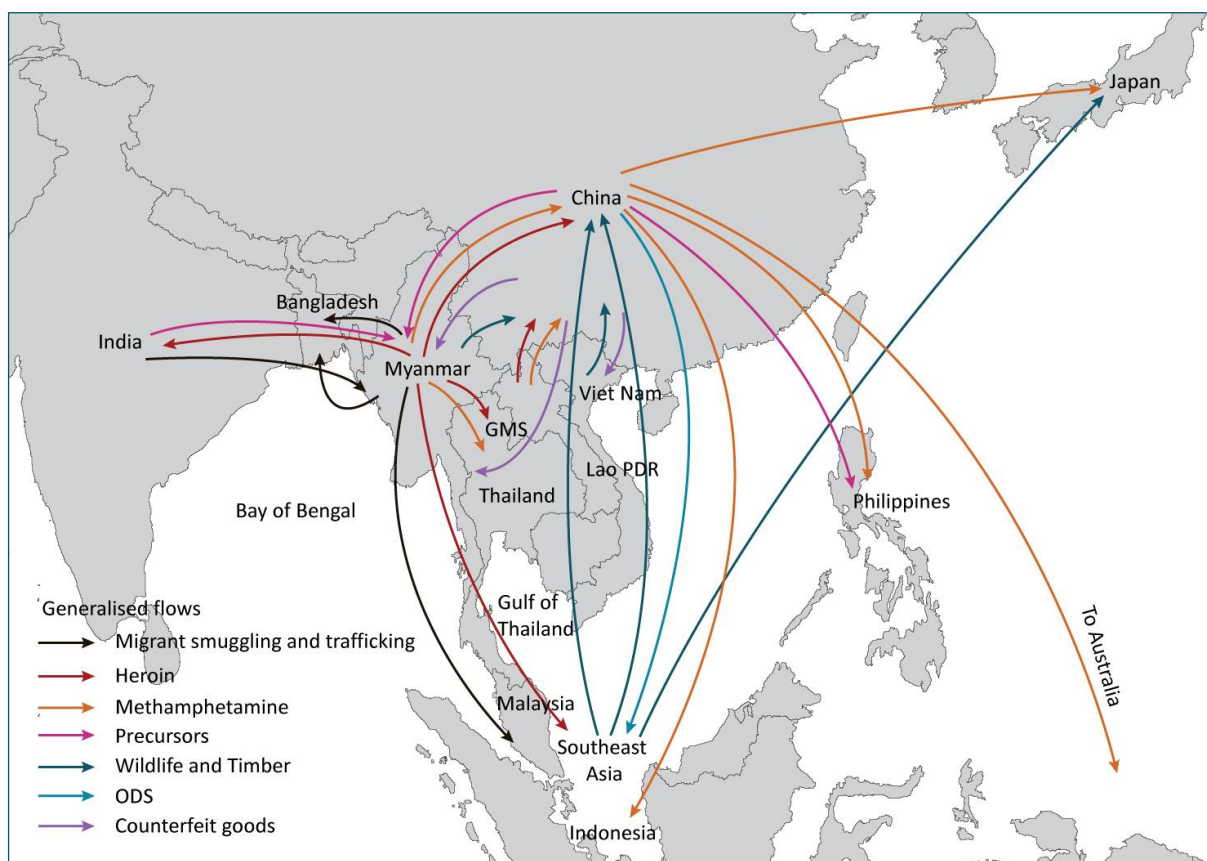 Japan
China
Bangladesh
India
Myanmar
Viet Nam
GMS
Lao PDR
Thailand
Philippines
Bay of Bengal
Gulf of
Thailand
To Australia
Malaysia
Southeast
Asia
Indonesia
Generalised flows
Migrant smuggling and trafficking
Heroin
Methamphetamine
Precursors
Wildlife and Timber
ODS
Counterfeit goods